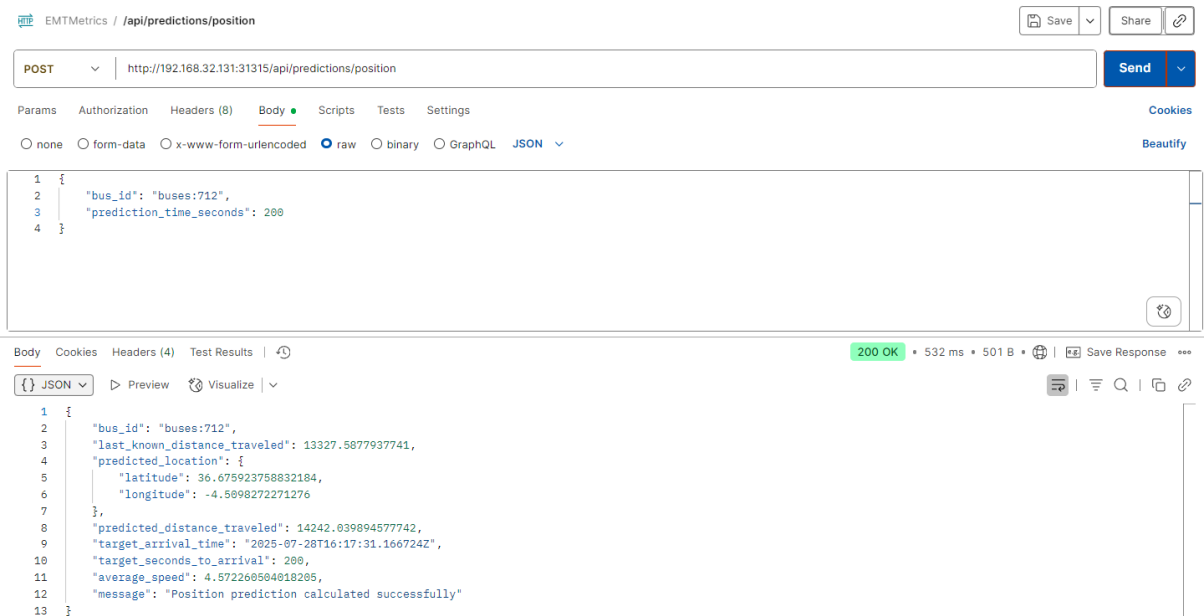 HTTP EMTMetrics / /api/predictions/position Save Share
POST http://192.168.32.131:31315/api/predictions/position Send
Params Authorization Headers (8) Body Scripts Tests Settings Cookies
none form-data x-www-form-urlencoded raw binary GraphQL JSON Beautify
1 {
2 "bus_id": "buses:712",
3 "prediction_time_seconds": 200
4 }
Body Cookies Headers (4) Test Results 200 OK • 532 ms • 501 B • e.g. Save Response
{} JSON Preview Visualize
1 {
2 "bus_id": "buses:712",
3 "last_known_distance_traveled": 13327.5877937741,
4 "predicted_location": {
5 "latitude": 36.675923758832184,
6 "longitude": -4.5098272271276
7 },
8 "predicted_distance_traveled": 14242.039894577742,
9 "target_arrival_time": "2025-07-28T16:17:31.166724Z",
10 "target_seconds_to_arrival": 200,
11 "average_speed": 4.572260504018205,
12 "message": "Position prediction calculated successfully"
13 }